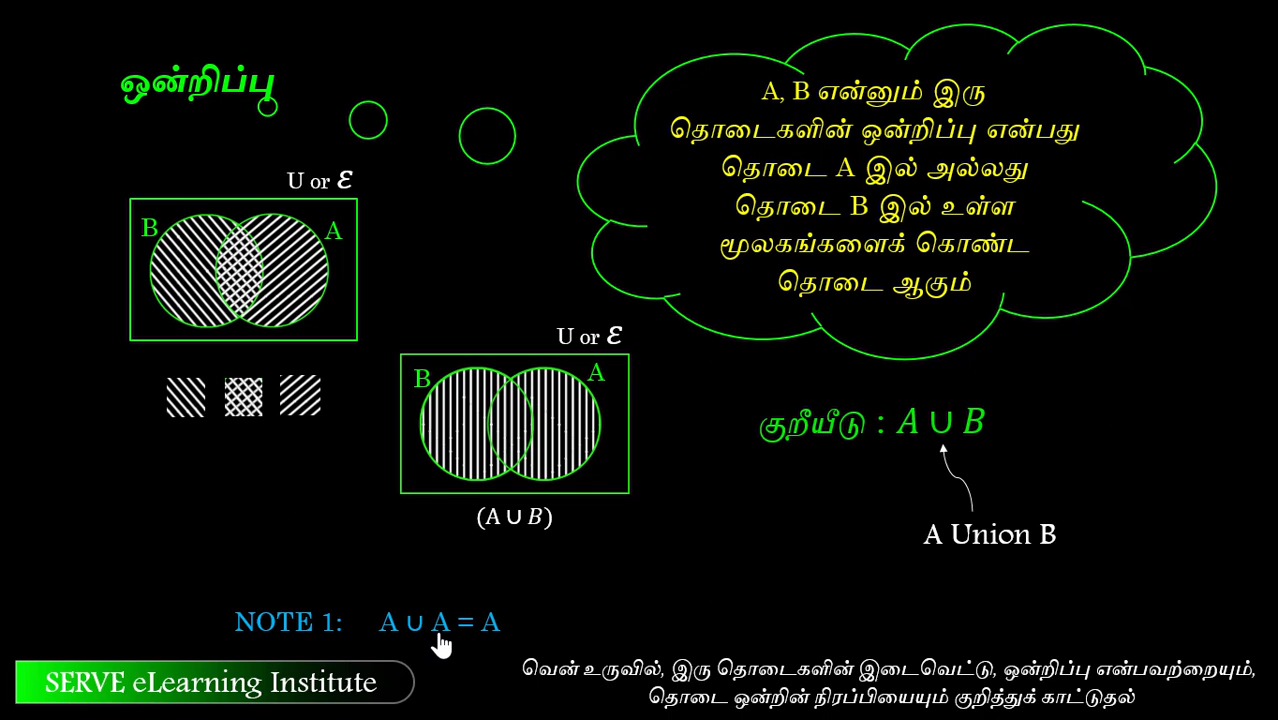 ஒன்றிப்பு
A, B என்னும் இரு
தொடைகளின் ஒன்றிப்பு என்பது
தொடை A இல் அல்லது
தொடை B இல் உள்ள
மூலகங்களைக் கொண்ட
தொடை ஆகும்
U or ℰ
B A
U or ℰ
B A
(A ∪ B)
குறீயீடு : A ∪ B
A Union B
NOTE 1: A ∪ A = A
SERVE eLearning Institute
வென் உருவில், இரு தொடைகளின் இடைவெட்டு, ஒன்றிப்பு என்பவற்றையும்,
தொடை ஒன்றின் நிரப்பியையும் குறித்துக் காட்டுதல்